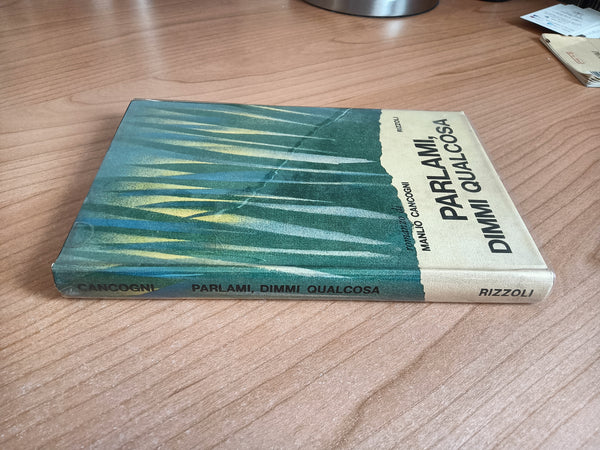 PARLAMI,
DIMMI QUALCOSA
MANLIO CANCOGNI
RIZZOLI
CANCOGNI PARLAMI, DIMMI QUALCOSA RIZZOLI